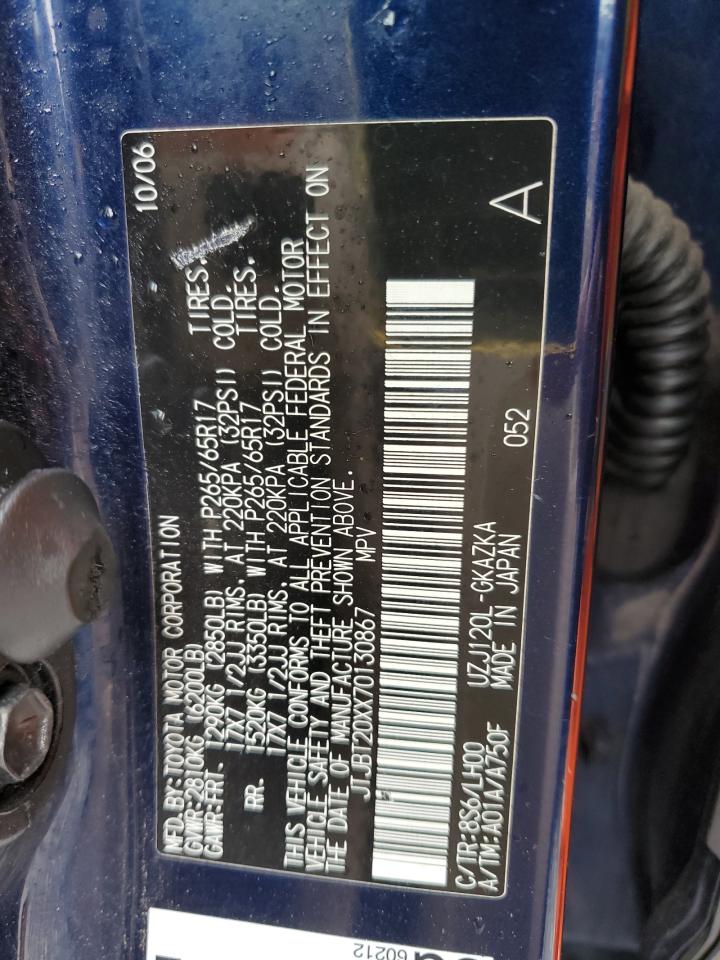 MFD. BY: TOYOTA MOTOR CORPORATION 10/06
GVWR: 2810KG (6200LB)
GAWR: FRT. 1290KG (2850LB) WITH P265/65R17 TIRES.
17X7 1/2JJ RIMS. AT 220KPA (32PSI) COLD.
RR. 1520KG (3350LB) WITH P265/65R17 TIRES.
17X7 1/2JJ RIMS. AT 220KPA (32PSI) COLD.
THIS VEHICLE CONFORMS TO ALL APPLICABLE FEDERAL MOTOR
VEHICLE SAFETY AND THEFT PREVENTION STANDARDS IN EFFECT ON
THE DATE OF MANUFACTURE SHOWN ABOVE.
JTJBT20XX70130867 MPV
C/TR: 8S6/LH00 UZJ120L-GKAZKA 052 A
A/TM: A01A/A750F MADE IN JAPAN
60212